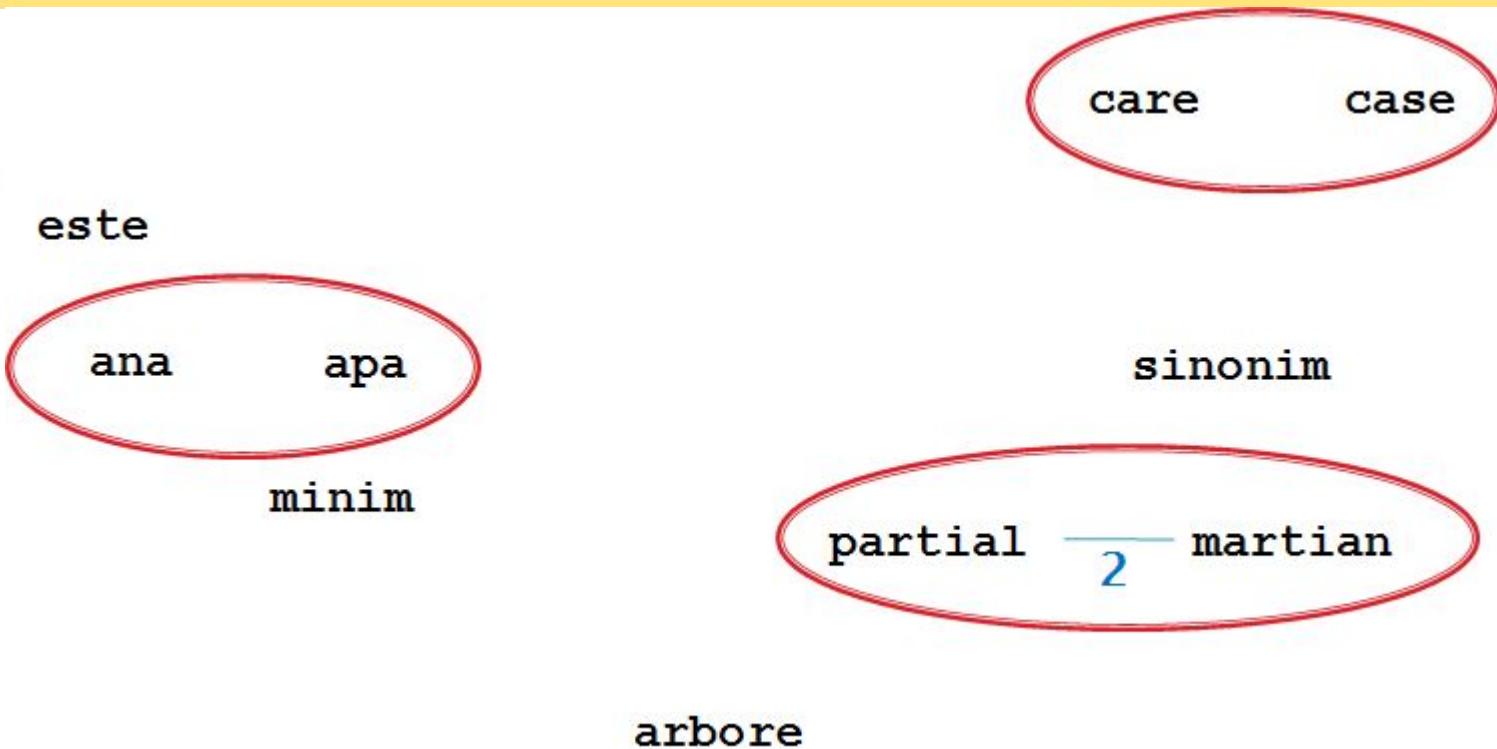 care case
este
ana apa
sinonim
minim
partial 2 martian
arbore